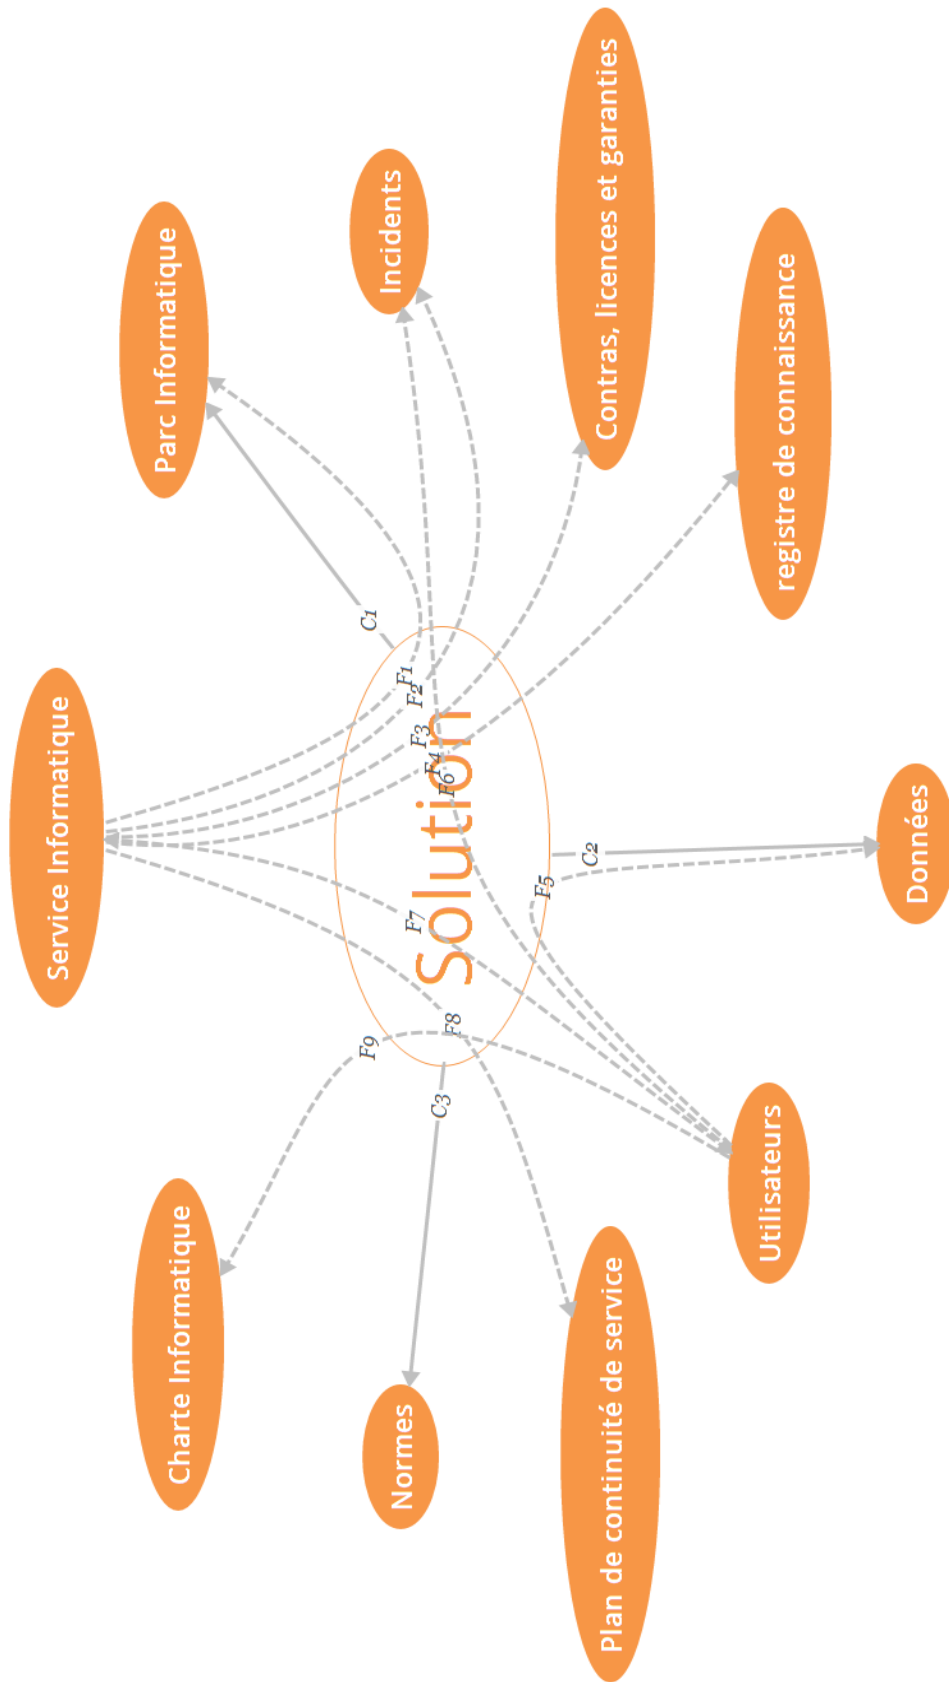 Service Informatique
Parc Informatique
Incidents
Contras, licences et garanties
registre de connaissance
Données
Utilisateurs
Plan de continuité de service
Normes
Charte Informatique
Solution
C1
F1
F2
F3
F4
F6
C2
F5
F7
F8
F9
C3